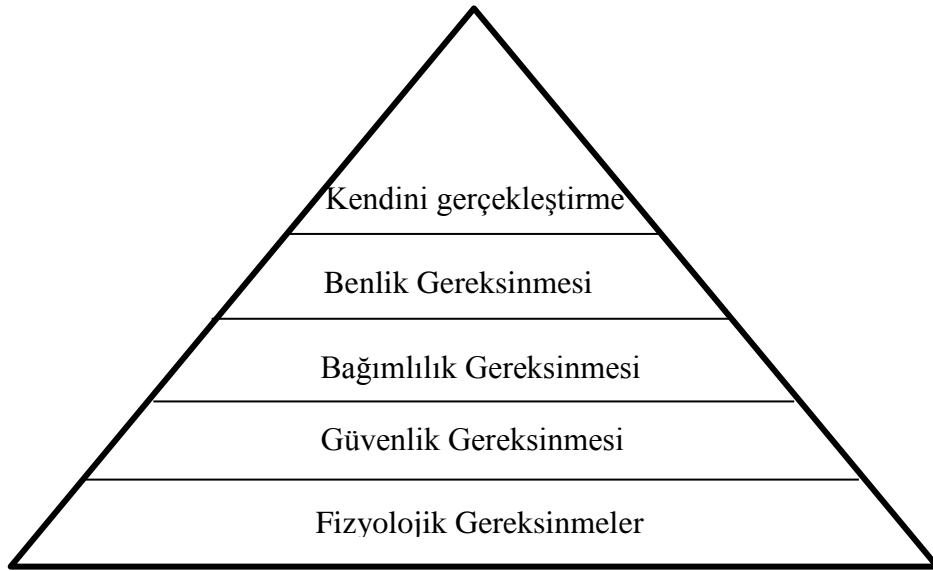 Kendini gerçekleştirme
Benlik Gereksinmesi
Bağımlılık Gereksinmesi
Güvenlik Gereksinmesi
Fizyolojik Gereksinmeler